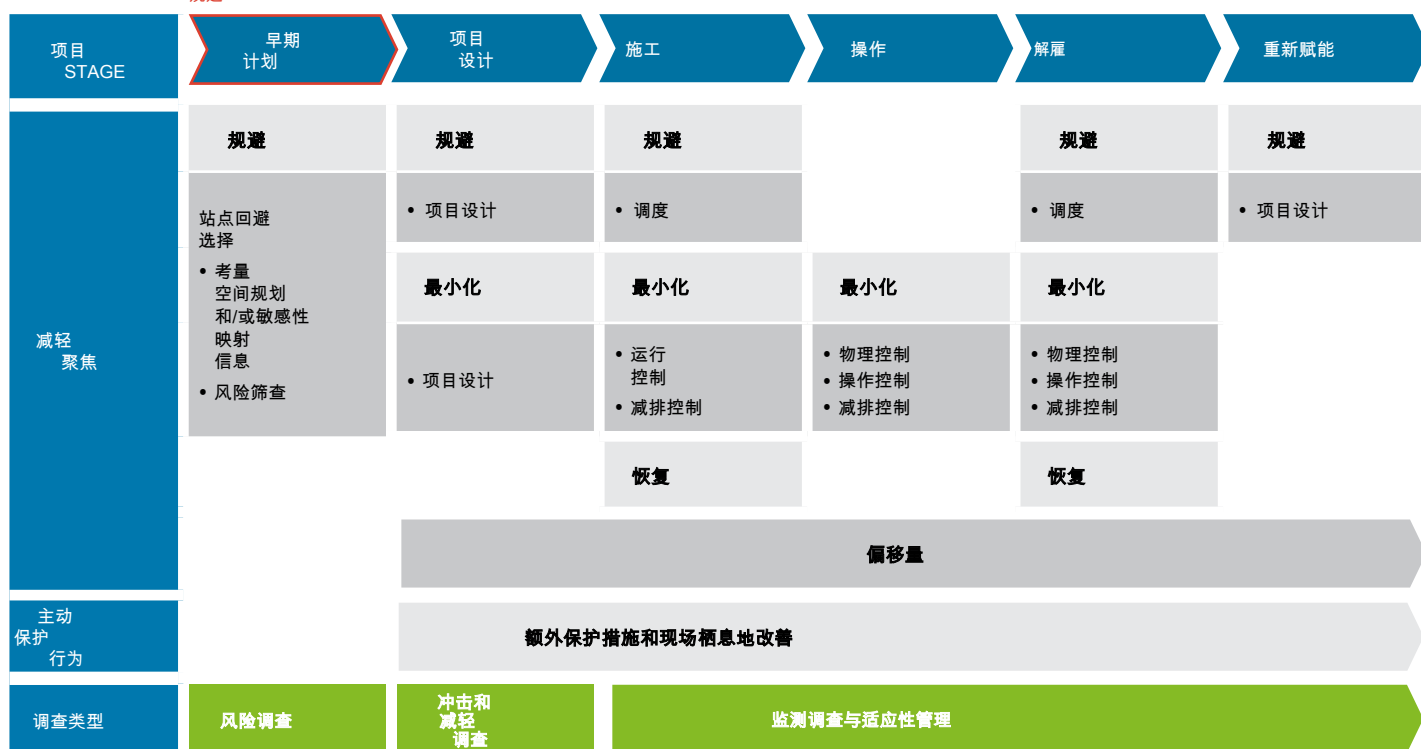 项目
STAGE
早期
计划
项目
设计
施工
操作
解雇
重新赋能
减轻
聚焦
规避
规避
规避
规避
规避
站点回避
选择
• 考量
空间规划
和/或敏感性
映射
信息
• 风险筛查
• 项目设计
• 调度
• 调度
• 项目设计
最小化
最小化
最小化
最小化
• 项目设计
• 运行
控制
• 减排控制
• 物理控制
• 操作控制
• 减排控制
• 物理控制
• 操作控制
• 减排控制
恢复
恢复
偏移量
主动
保护
行为
额外保护措施和现场栖息地改善
调查类型
风险调查
冲击和
减轻
调查
监测调查与适应性管理